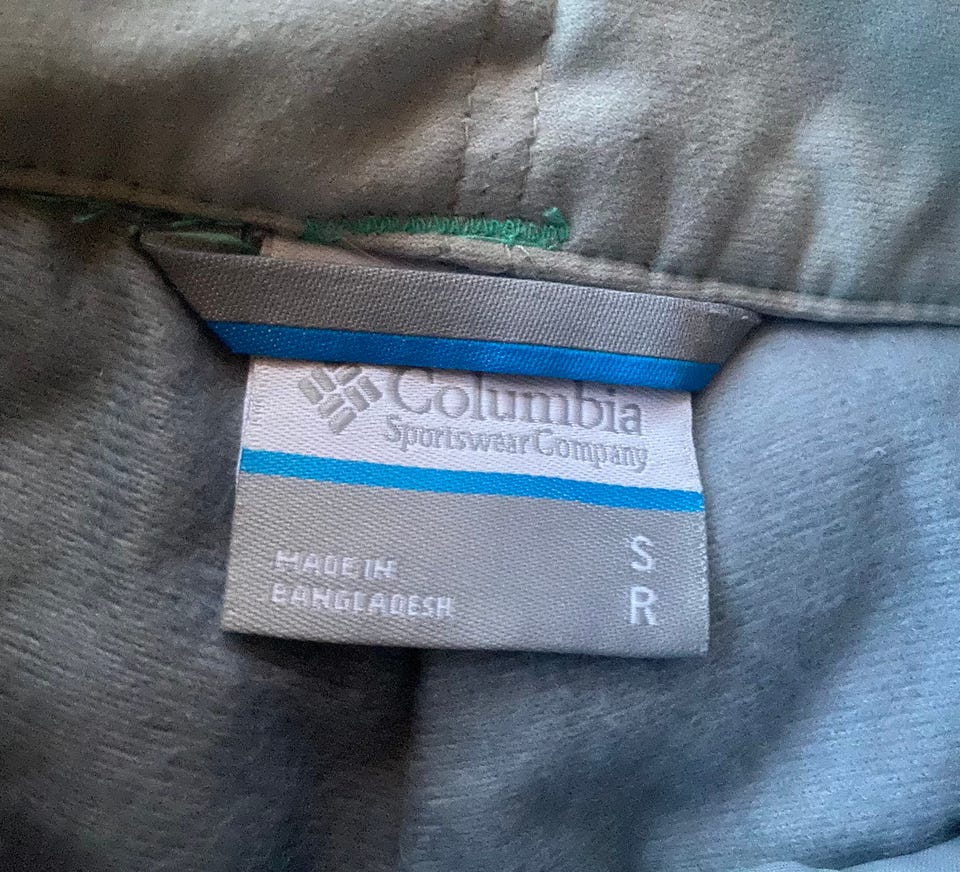 Columbia
Sportswear Company
MADE IN
BANGLADESH
S
R